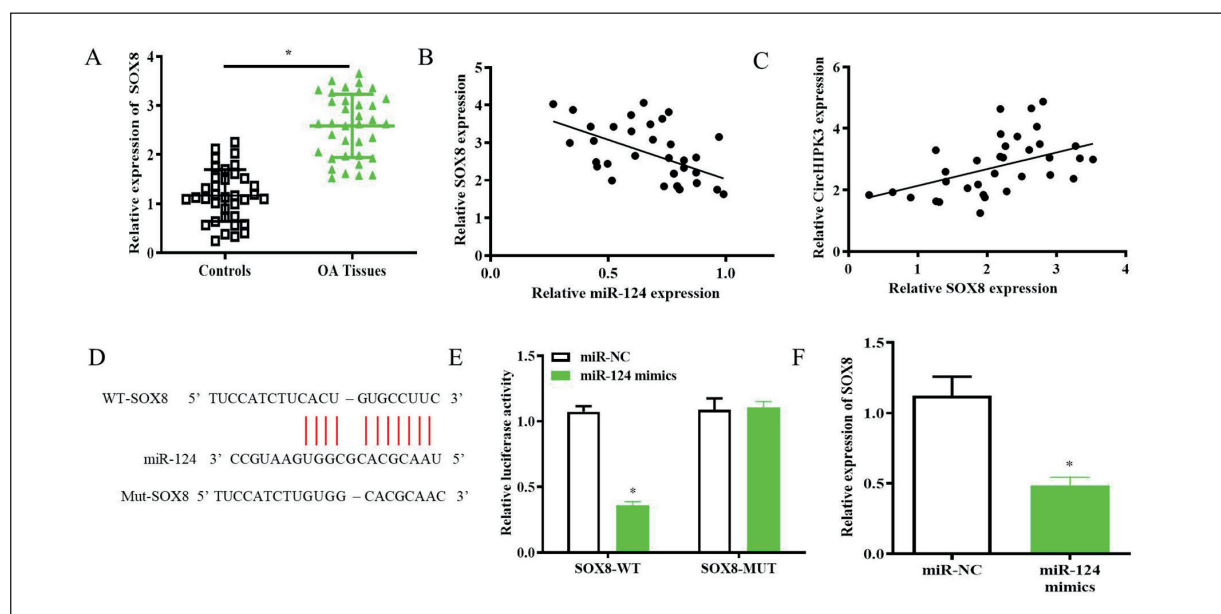 A
Relative expression of SOX8
4
3
2
1
0
*
Controls
OA Tissues
B
Relative SOX8 expression
5
4
3
2
1
0
0.0
0.5
1.0
Relative miR-124 expression
C
Relative CircHIPK3 expression
6
4
2
0
0
1
2
3
4
Relative SOX8 expression
D
WT-SOX8 5’ TUCCATCTUCACU – GUGCCUUC 3’
miR-124 3’ CCGUAAGUGGCGCACGCAAU 5’
Mut-SOX8 5’ TUCCATCTUGUGG – CACGCAAC 3’
E
Relative luciferase activity
1.5
1.0
0.5
0.0
miR-NC
miR-124 mimics
*
SOX8-WT
SOX8-MUT
F
Relative expression of SOX8
1.5
1.0
0.5
0.0
*
miR-NC
miR-124
mimics